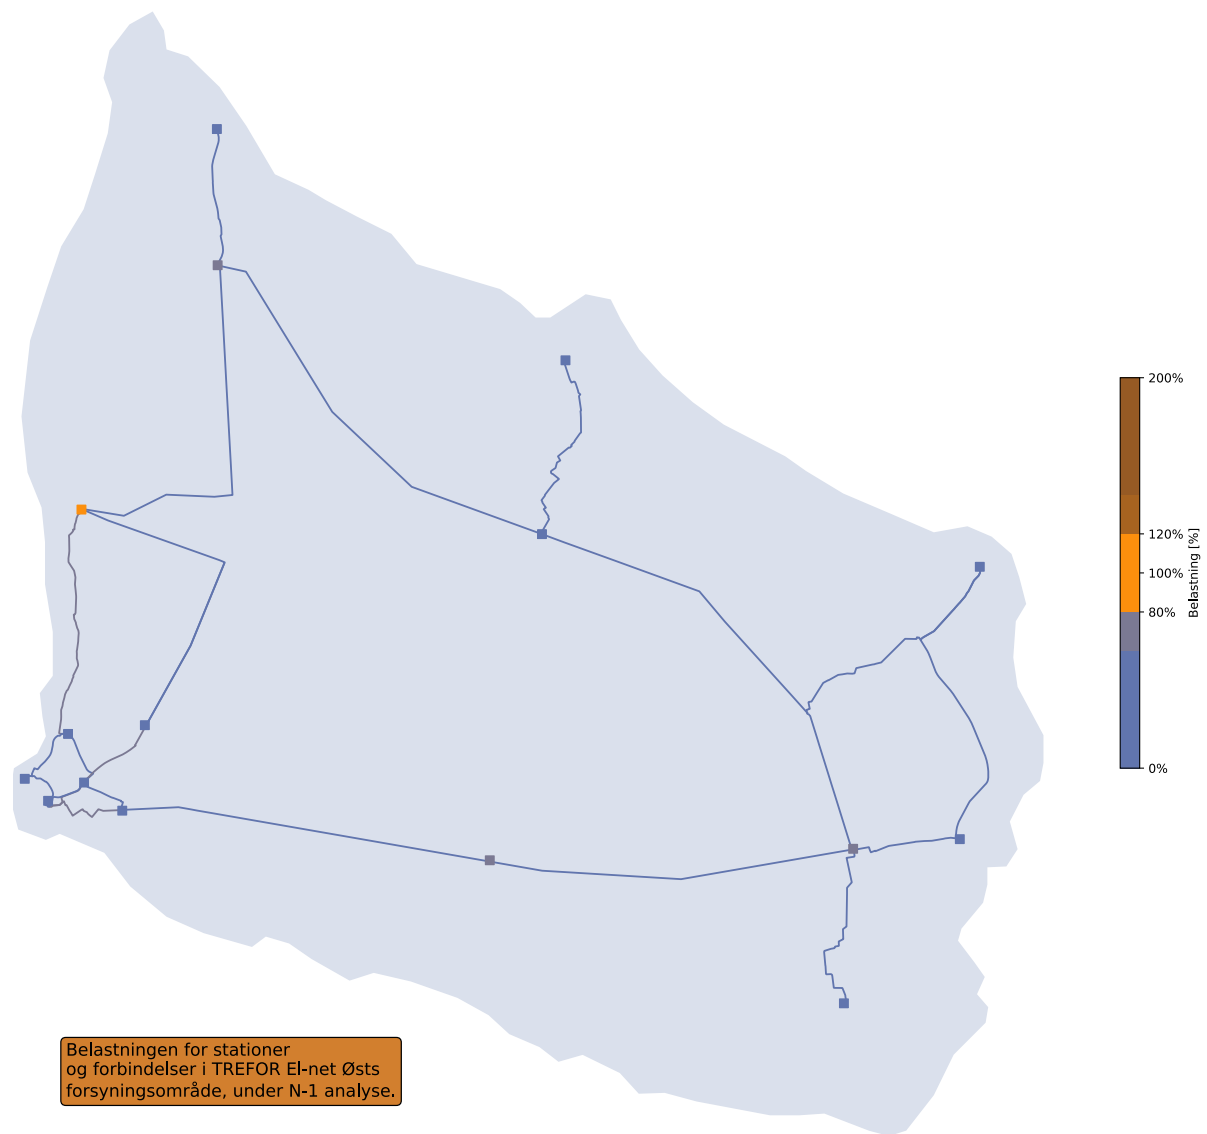 200%
120%
100%
80%
0%
Belastning [%]
Belastningen for stationer
og forbindelser i TREFOR El-net Østs
forsyningsområde, under N-1 analyse.